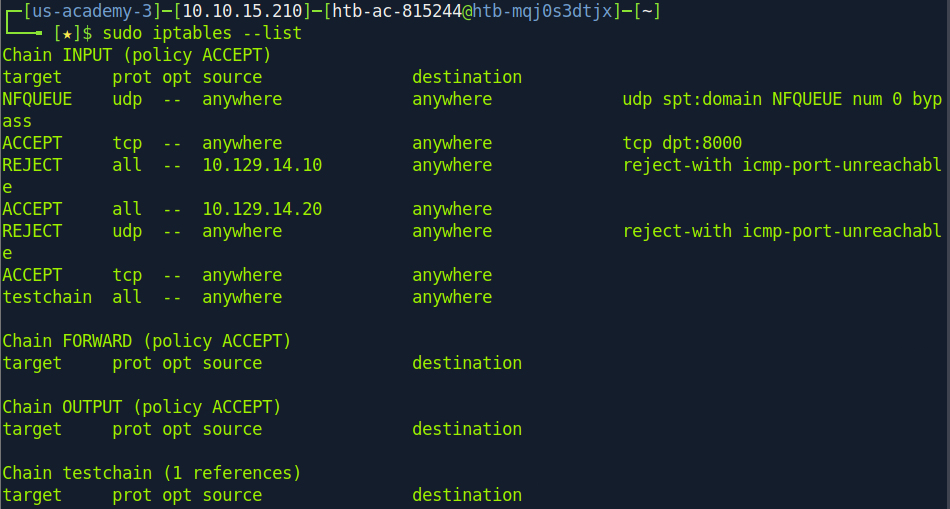 ┌─[us-academy-3]─[10.10.15.210]─[htb-ac-815244@htb-mqj0s3dtjx]─[~]
└──╼ [★]$ sudo iptables --list
Chain INPUT (policy ACCEPT)
target     prot opt source               destination
NFQUEUE    udp  --  anywhere             anywhere             udp spt:domain NFQUEUE num 0 byp
ass
ACCEPT     tcp  --  anywhere             anywhere             tcp dpt:8000
REJECT     all  --  10.129.14.10         anywhere             reject-with icmp-port-unreachabl
e
ACCEPT     all  --  10.129.14.20         anywhere
REJECT     udp  --  anywhere             anywhere             reject-with icmp-port-unreachabl
e
ACCEPT     tcp  --  anywhere             anywhere
testchain  all  --  anywhere             anywhere

Chain FORWARD (policy ACCEPT)
target     prot opt source               destination

Chain OUTPUT (policy ACCEPT)
target     prot opt source               destination

Chain testchain (1 references)
target     prot opt source               destination